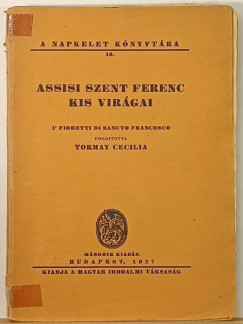 A NAPKELET KÖNYVTÁRA
16.
ASSISI SZENT FERENC
KIS VIRÁGAI
I' FIORETTI DI SANCTO FRANCESCO
FORDÍTOTTA
TORMAY CECILIA
MÁSODIK KIADÁS.
BUDAPEST, 1927
KIADJA A MAGYAR IRODALMI TÁRSASÁG